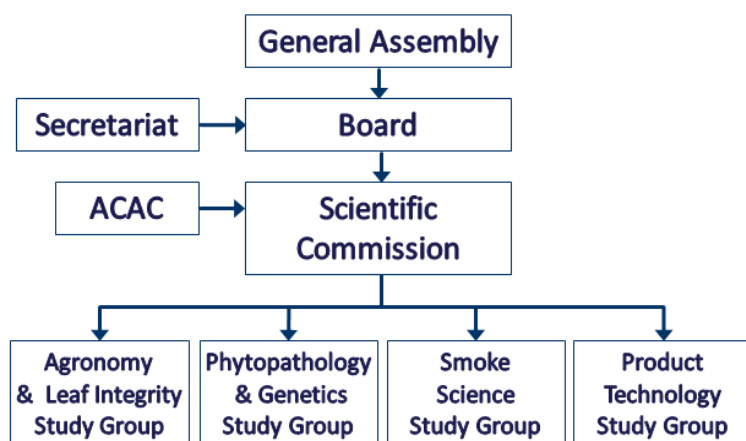 General Assembly
Secretariat
Board
ACAC
Scientific
Commission
Agronomy
& Leaf Integrity
Study Group
Phytopathology
& Genetics
Study Group
Smoke
Science
Study Group
Product
Technology
Study Group